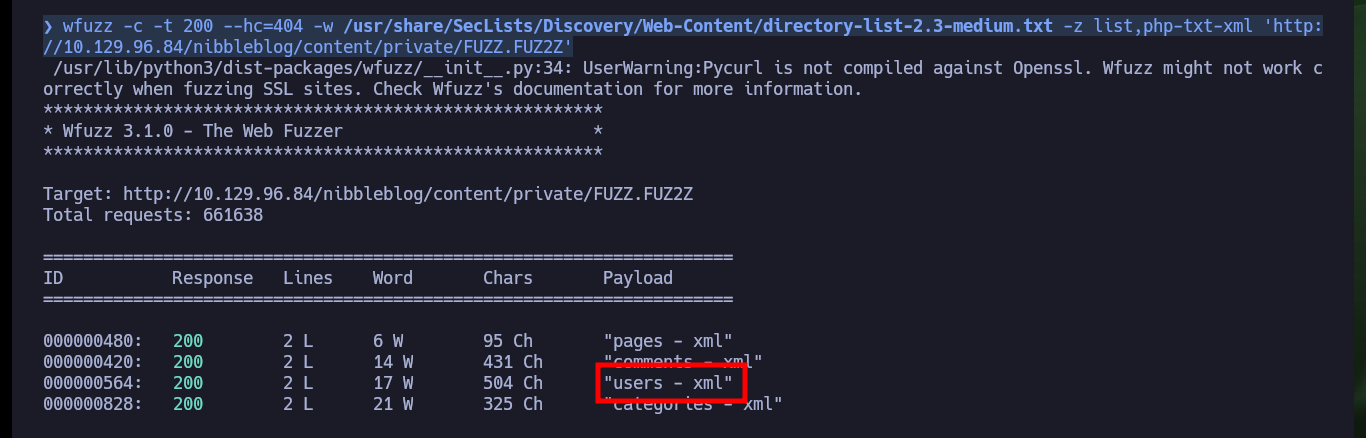 ❯ wfuzz -c -t 200 --hc=404 -w /usr/share/SecLists/Discovery/Web-Content/directory-list-2.3-medium.txt -z list,php-txt-xml 'http:
//10.129.96.84/nibbleblog/content/private/FUZZ.FUZ2Z'
/usr/lib/python3/dist-packages/wfuzz/__init__.py:34: UserWarning:Pycurl is not compiled against Openssl. Wfuzz might not work c
orrectly when fuzzing SSL sites. Check Wfuzz's documentation for more information.
********************************************************
* Wfuzz 3.1.0 - The Web Fuzzer                         *
********************************************************
Target: http://10.129.96.84/nibbleblog/content/private/FUZZ.FUZ2Z
Total requests: 661638
=====================================================================
ID           Response   Lines    Word       Chars       Payload
=====================================================================
000000480:   200        2 L      6 W        95 Ch       "pages - xml"
000000420:   200        2 L      14 W       431 Ch      "comments - xml"
000000564:   200        2 L      17 W       504 Ch      "users - xml"
000000828:   200        2 L      21 W       325 Ch      "categories - xml"